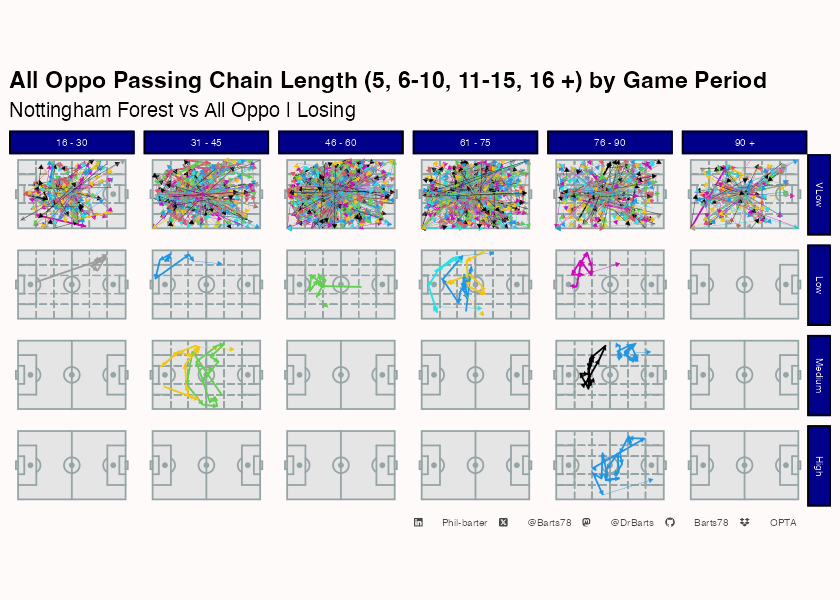 All Oppo Passing Chain Length (5, 6-10, 11-15, 16 +) by Game Period
Nottingham Forest vs All Oppo | Losing
16 - 30 31 - 45 46 - 60 61 - 75 76 - 90 90 +
VLow
Low
Medium
High
Phil-barter @Barts78 @DrBarts Barts78 OPTA